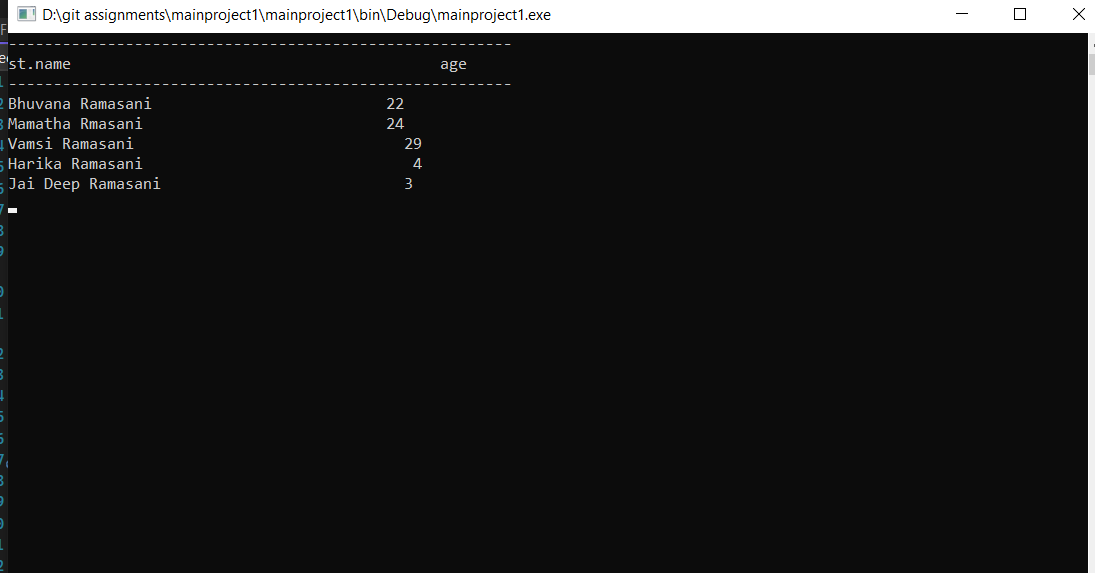 D:\git assignments\mainproject1\mainproject1\bin\Debug\mainproject1.exe
--------------------------------------------------------
st.name                                         age
--------------------------------------------------------
Bhuvana Ramasani                          22
Mamatha Rmasani                           24
Vamsi Ramasani                              29
Harika Ramasani                              4
Jai Deep Ramasani                           3